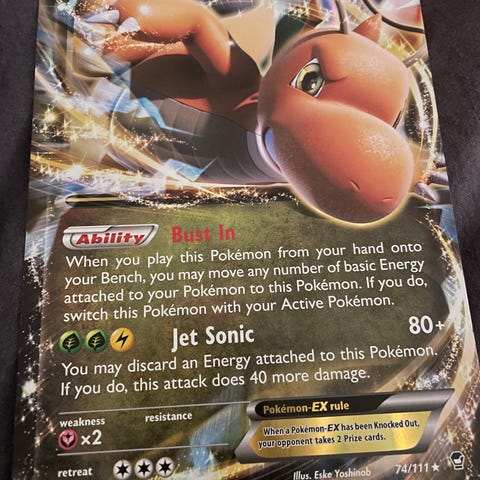 Ability Bust In
When you play this Pokémon from your hand onto
your Bench, you may move any number of basic Energy
attached to your Pokémon to this Pokémon. If you do,
switch this Pokémon with your Active Pokémon.
Jet Sonic 80+
You may discard an Energy attached to this Pokémon.
If you do, this attack does 40 more damage.
weakness resistance
×2
Pokémon-EX rule
When a Pokémon-EX has been Knocked Out,
your opponent takes 2 Prize cards.
retreat
Illus. Eske Yoshinob
74/111★